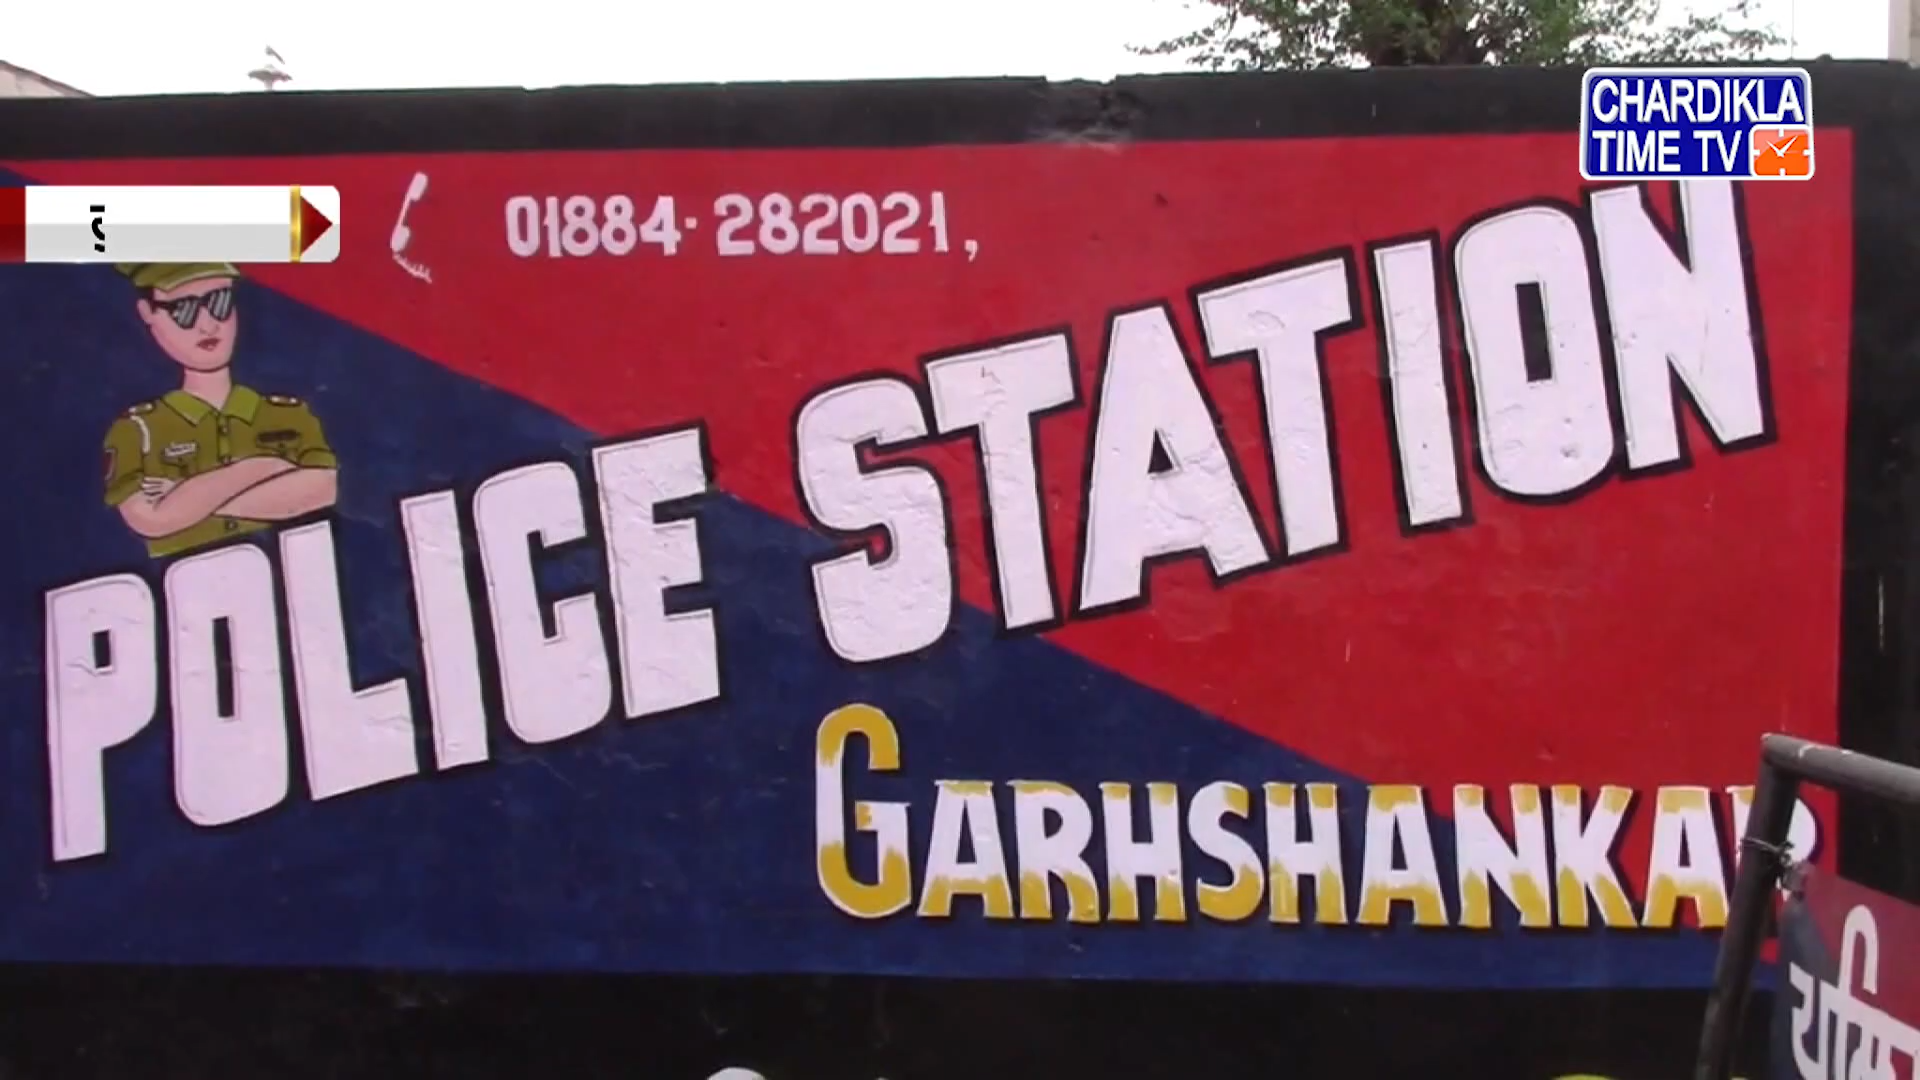 CHARDIKLA
TIME TV
01884-282021,
POLICE STATION
GARHSHANKAR